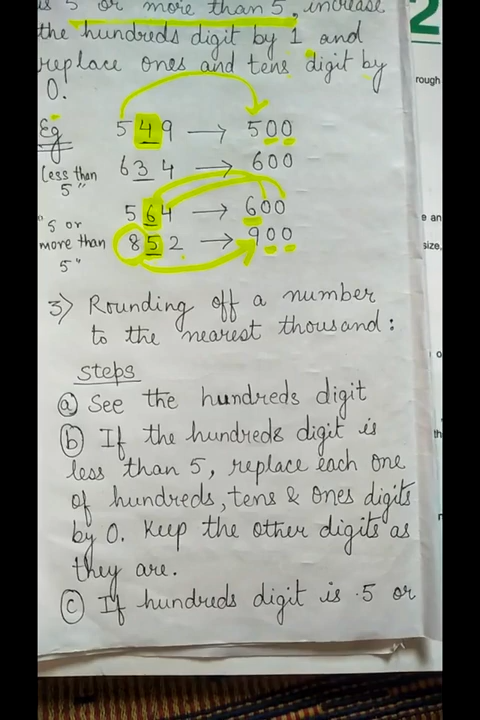 is 5 or more than 5, increase
the hundreds digit by 1 and
replace ones and tens digit by
0.
Eg
549 → 500
less than 5"
634 → 600
564 → 600
"5 or more than 5"
852 → 900
3) Rounding off a number
to the nearest thousand:
Steps
(a) See the hundreds digit
(b) If the hundreds digit is
less than 5, replace each one
of hundreds, tens & ones digits
by 0. Keep the other digits as
they are.
(c) If hundreds digit is 5 or
2
rough
e an
size,